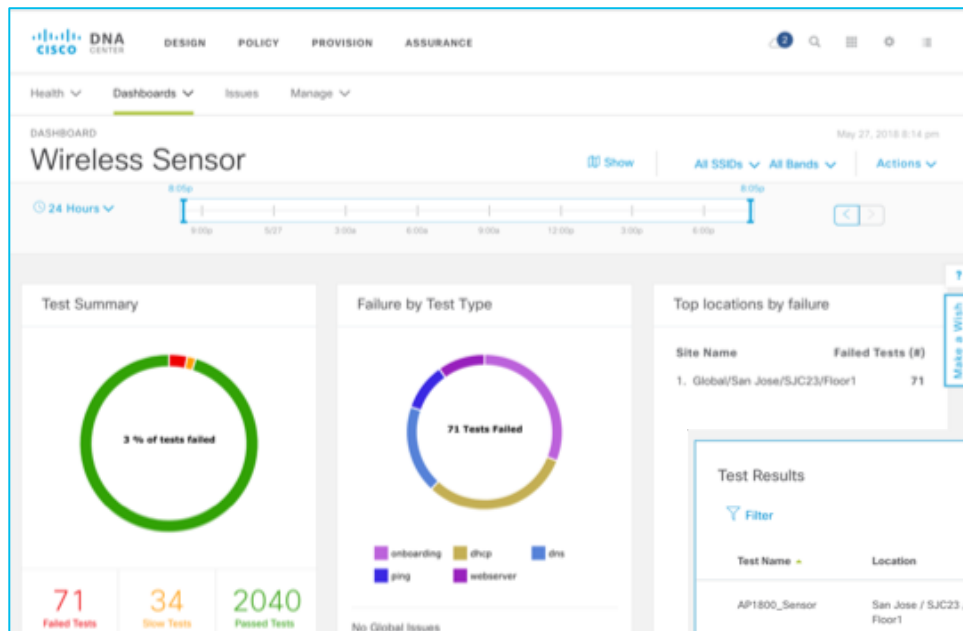 CISCO DNA CENTER
DESIGN POLICY PROVISION ASSURANCE
2
Health Dashboards Issues Manage
DASHBOARD
May 27, 2018 8:14 pm
Wireless Sensor
Show All SSIDs All Bands Actions
24 Hours
8:05p 8:05p
9:00p 5/27 3:00a 6:00a 9:00a 12:00p 3:00p 6:00p
?
Make a Wish
Test Summary
3 % of tests failed
71 34 2040
Failed Tests Slow Tests Passed Tests
Failure by Test Type
71 Tests Failed
onboarding dhcp dns
ping webserver
No Global Issues
Top locations by failure
Site Name Failed Tests (#)
1. Global/San Jose/SJC23/Floor1 71
Test Results
Filter
Test Name Location
AP1800_Sensor San Jose / SJC23 /
Floor1